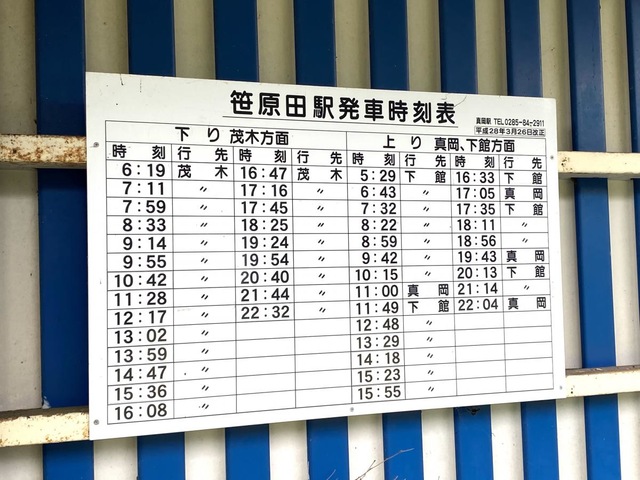 笹原田駅発車時刻表
真岡駅 TEL0285-84-2911
平成28年3月26日改正
下り 茂木方面 上り 真岡、下館方面
時刻 行先 時刻 行先 時刻 行先 時刻 行先
6:19 茂木 16:47 茂木 5:29 下館 16:33 下館
7:11 〃 17:16 〃 6:43 〃 17:05 真岡
7:59 〃 17:45 〃 7:32 〃 17:35 下館
8:33 〃 18:25 〃 8:22 〃 18:11 〃
9:14 〃 19:24 〃 8:59 〃 18:56 〃
9:55 〃 19:54 〃 9:42 〃 19:43 真岡
10:42 〃 20:40 〃 10:15 〃 20:13 下館
11:28 〃 21:44 〃 11:00 真岡 21:14 〃
12:17 〃 22:32 〃 11:49 下館 22:04 真岡
13:02 〃 12:48 〃
13:59 〃 13:29 〃
14:47 〃 14:18 〃
15:36 〃 15:23 〃
16:08 〃 15:55 〃